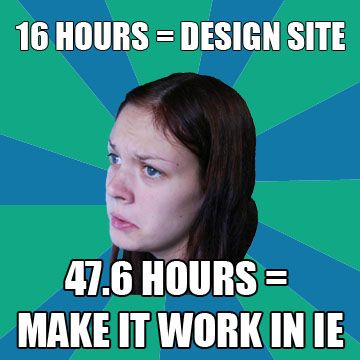 16 HOURS = DESIGN SITE
47.6 HOURS =
MAKE IT WORK IN IE